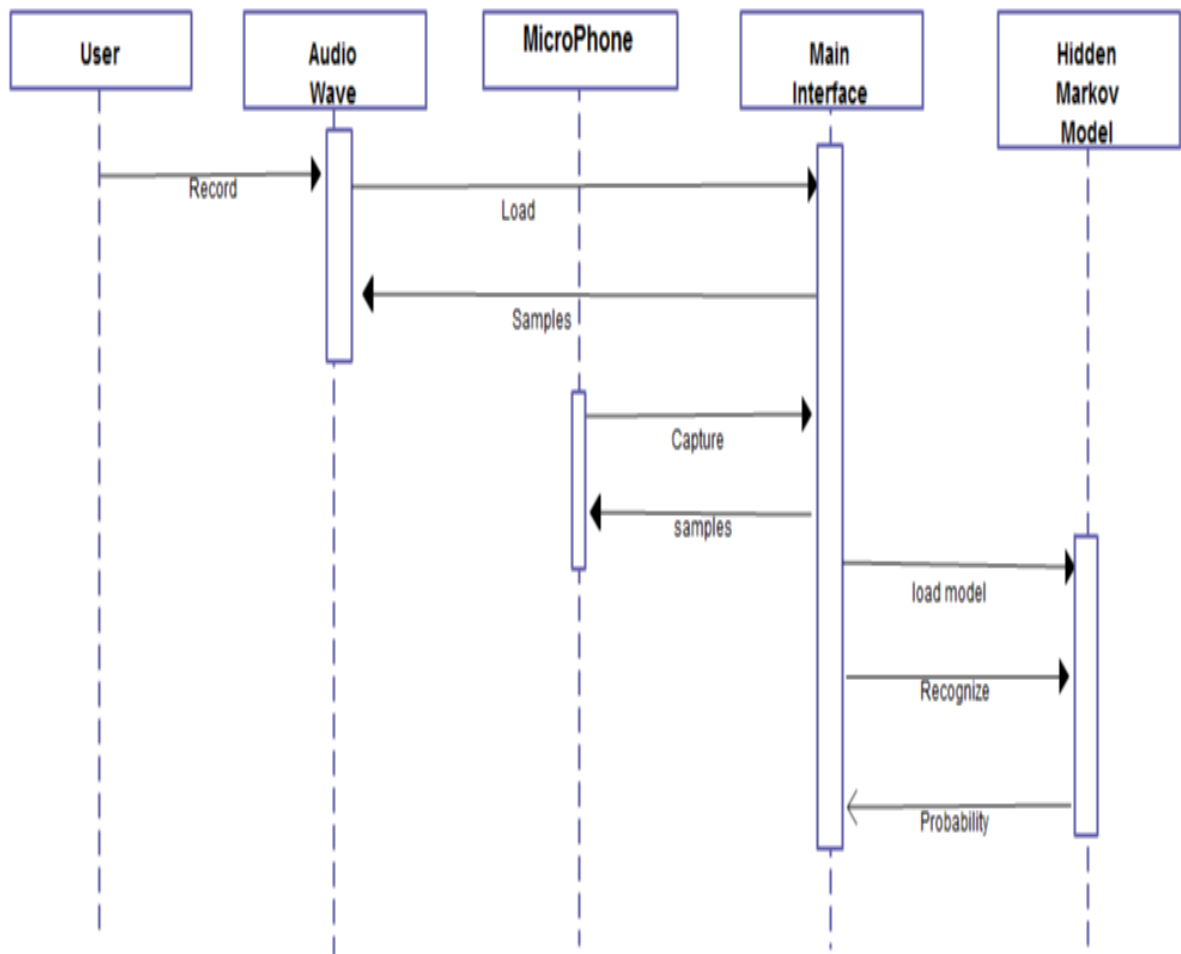 User
Audio
Wave
MicroPhone
Main
Interface
Hidden
Markov
Model
Record
Load
Samples
Capture
samples
load model
Recognize
Probability